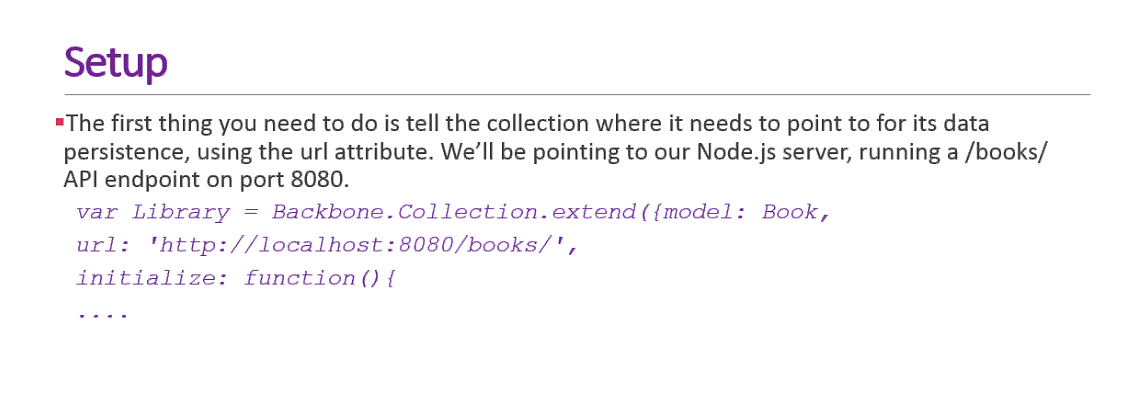 Setup
▪The first thing you need to do is tell the collection where it needs to point to for its data
persistence, using the url attribute. We’ll be pointing to our Node.js server, running a /books/
API endpoint on port 8080.
var Library = Backbone.Collection.extend({model: Book,
url: 'http://localhost:8080/books/',
initialize: function(){
....